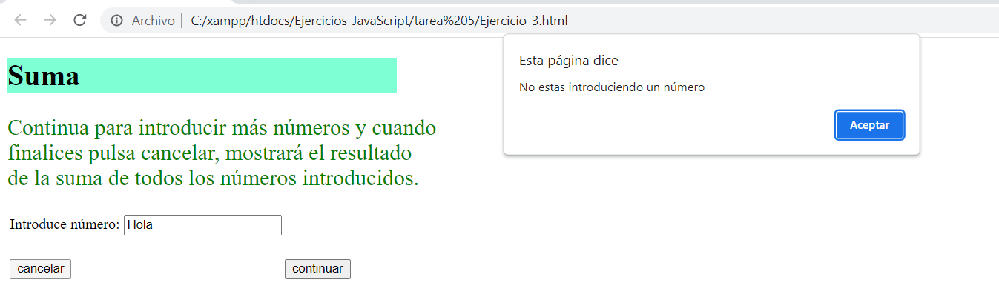 Archivo | C:/xampp/htdocs/Ejercicios_JavaScript/tarea%205/Ejercicio_3.html
Esta página dice
No estas introduciendo un número
Aceptar
Suma
Continua para introducir más números y cuando
finalices pulsa cancelar, mostrará el resultado
de la suma de todos los números introducidos.
Introduce número: Hola
cancelar continuar